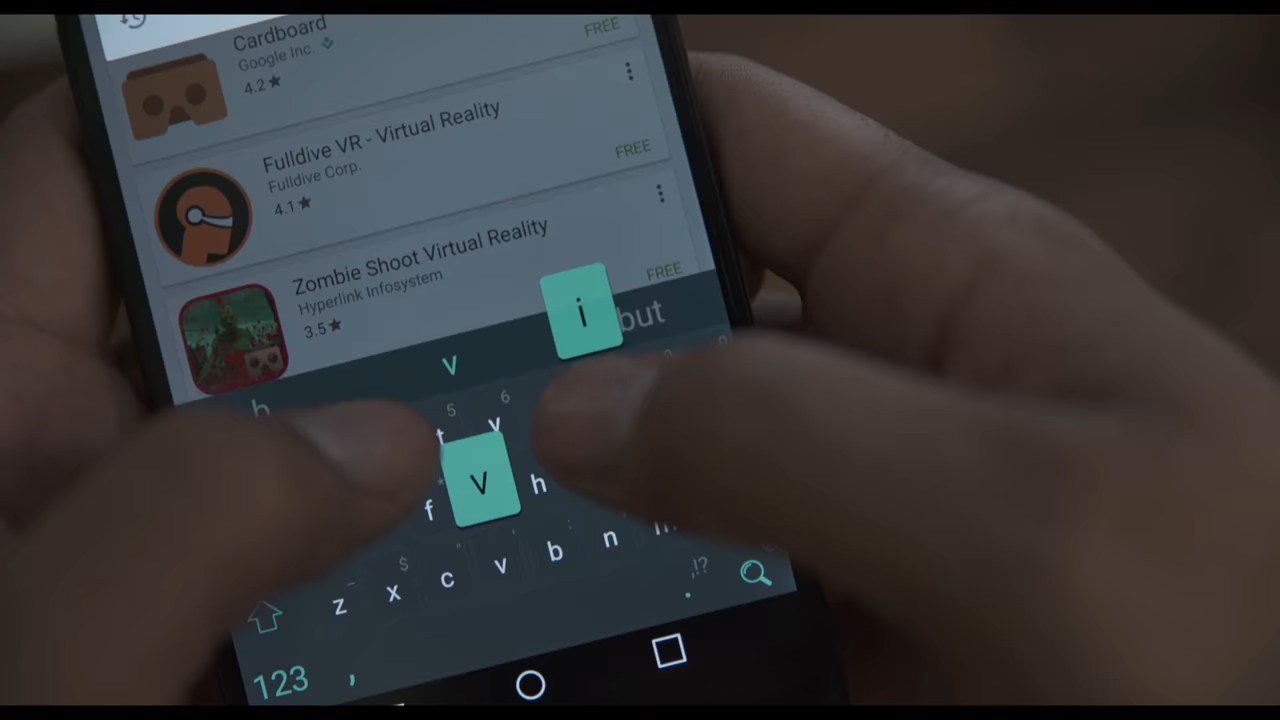 Cardboard
Google Inc.
4.2★
FREE
Fulldive VR - Virtual Reality
Fulldive Corp.
4.1★
FREE
Zombie Shoot Virtual Reality
Hyperlink Infosystem
3.5★
FREE
i
but
v
5
6
t
y
V
f
h
$
z
x
c
v
b
n
,!?
.
123
,